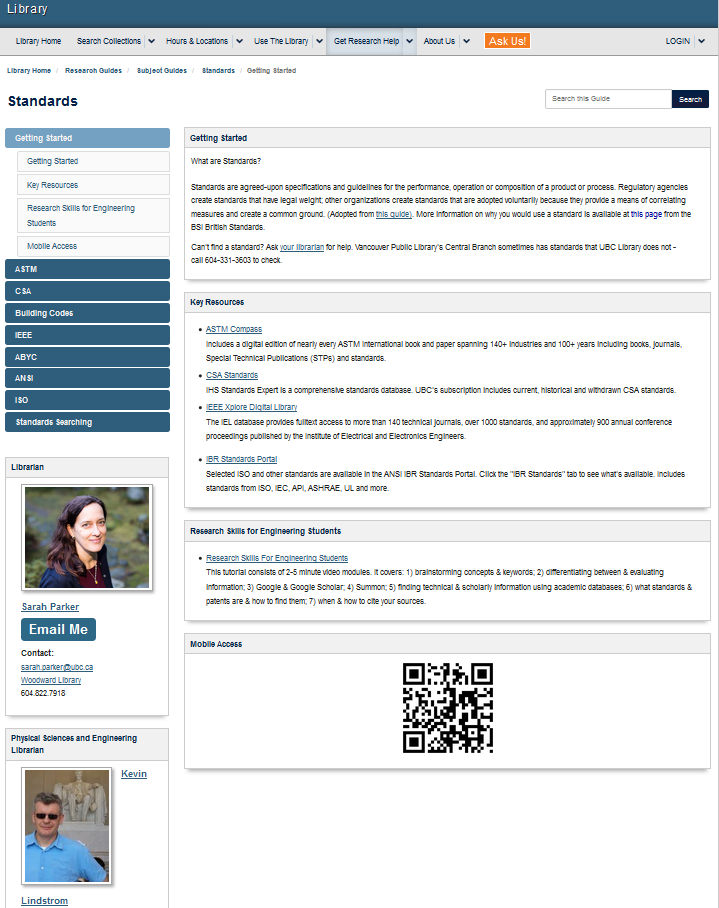 Library
Library Home Search Collections Hours & Locations Use The Library Get Research Help About Us Ask Us! LOGIN
Library Home / Research Guides / Subject Guides / Standards / Getting Started
Standards
Search this Guide Search
Getting Started
Getting Started
Key Resources
Research Skills for Engineering
Students
Mobile Access
ASTM
CSA
Building Codes
IEEE
ABYC
ANSI
ISO
Standards Searching
Librarian
Sarah Parker
Email Me
Contact:
sarah.parker@ubc.ca
Woodward Library
604.822.7918
Physical Sciences and Engineering
Librarian
Kevin
Lindstrom
Getting Started
What are Standards?
Standards are agreed-upon specifications and guidelines for the performance, operation or composition of a product or process. Regulatory agencies
create standards that have legal weight; other organizations create standards that are adopted voluntarily because they provide a means of correlating
measures and create a common ground. (Adopted from this guide). More information on why you would use a standard is available at this page from the
BSI British Standards.
Can't find a standard? Ask your librarian for help. Vancouver Public Library's Central Branch sometimes has standards that UBC Library does not -
call 604-331-3603 to check.
Key Resources
• ASTM Compass
Includes a digital edition of nearly every ASTM International book and paper spanning 140+ industries and 100+ years including books, journals,
Special Technical Publications (STPs) and standards.
• CSA Standards
IHS Standards Expert is a comprehensive standards database. UBC's subscription includes current, historical and withdrawn CSA standards.
• IEEE Xplore Digital Library
The IEL database provides fulltext access to more than 140 technical journals, over 1000 standards, and approximately 900 annual conference
proceedings published by the Institute of Electrical and Electronics Engineers.
• IBR Standards Portal
Selected ISO and other standards are available in the ANSI IBR Standards Portal. Click the "IBR Standards" tab to see what's available. Includes
standards from ISO, IEC, API, ASHRAE, UL and more.
Research Skills for Engineering Students
• Research Skills For Engineering Students
This tutorial consists of 2-5 minute video modules. It covers: 1) brainstorming concepts & keywords; 2) differentiating between & evaluating
information; 3) Google & Google Scholar; 4) Summon; 5) finding technical & scholarly information using academic databases; 6) what standards &
patents are & how to find them; 7) when & how to cite your sources.
Mobile Access